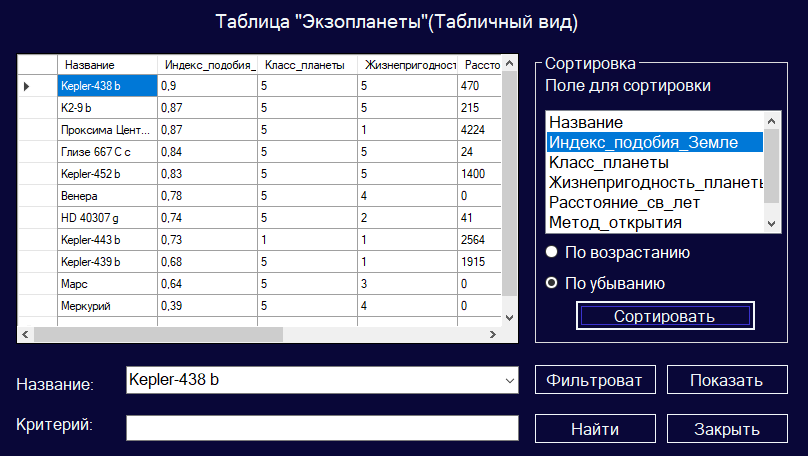 Таблица "Экзопланеты"(Табличный вид)
Название Индекс_подобия_ Класс_планеты Жизнепригодност Рассто
Kepler-438 b 0,9 5 5 470
K2-9 b 0,87 5 5 215
Проксима Цент... 0,87 5 1 4224
Глизе 667 C c 0,84 5 5 24
Kepler-452 b 0,83 5 5 1400
Венера 0,78 5 4 0
HD 40307 g 0,74 5 2 41
Kepler-443 b 0,73 1 1 2564
Kepler-439 b 0,68 5 1 1915
Марс 0,64 5 3 0
Меркурий 0,39 5 4 0
Сортировка
Поле для сортировки
Название
Индекс_подобия_Земле
Класс_планеты
Жизнепригодность_планеты
Расстояние_св_лет
Метод_открытия
По возрастанию
По убыванию
Сортировать
Название: Kepler-438 b
Фильтроват Показать
Критерий:
Найти Закрыть